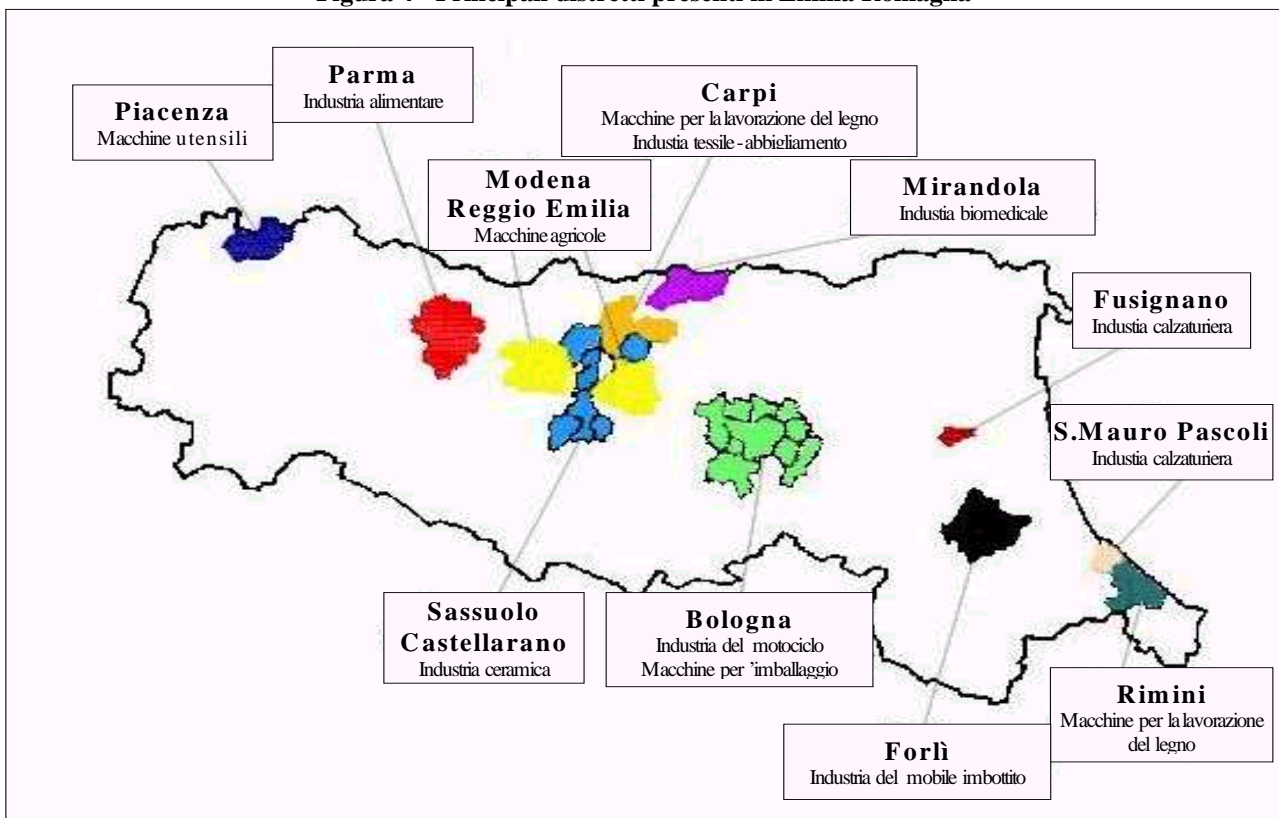 Parma
Industria alimentare
Piacenza
Macchine utensili
Carpi
Macchine per la lavorazione del legno
Industia tessile-abbigliamento
Modena
Reggio Emilia
Macchine agricole
Mirandola
Industia biomedicale
Fusignano
Industia calzaturiera
S.Mauro Pascoli
Industia calzaturiera
Sassuolo
Castellarano
Industria ceramica
Bologna
Industria del motociclo
Macchine per 'imballaggio
Rimini
Macchine per la lavorazione
del legno
Forlì
Industria del mobile imbottito